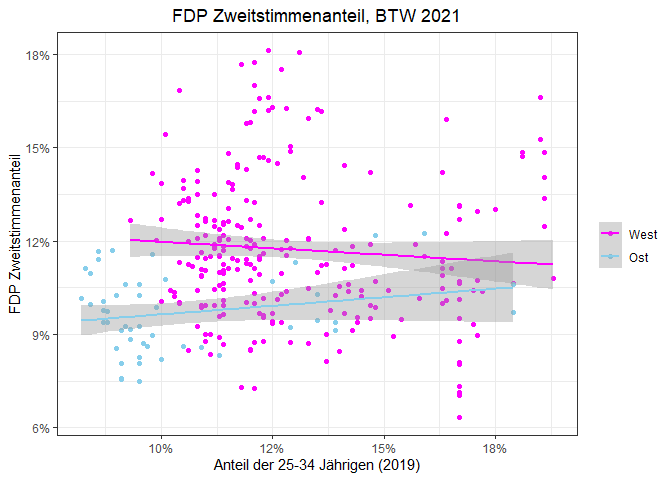 FDP Zweitstimmenanteil, BTW 2021
18%
15%
12%
9%
6%
FDP Zweitstimmenanteil
10%
12%
15%
18%
Anteil der 25-34 Jährigen (2019)
West
Ost